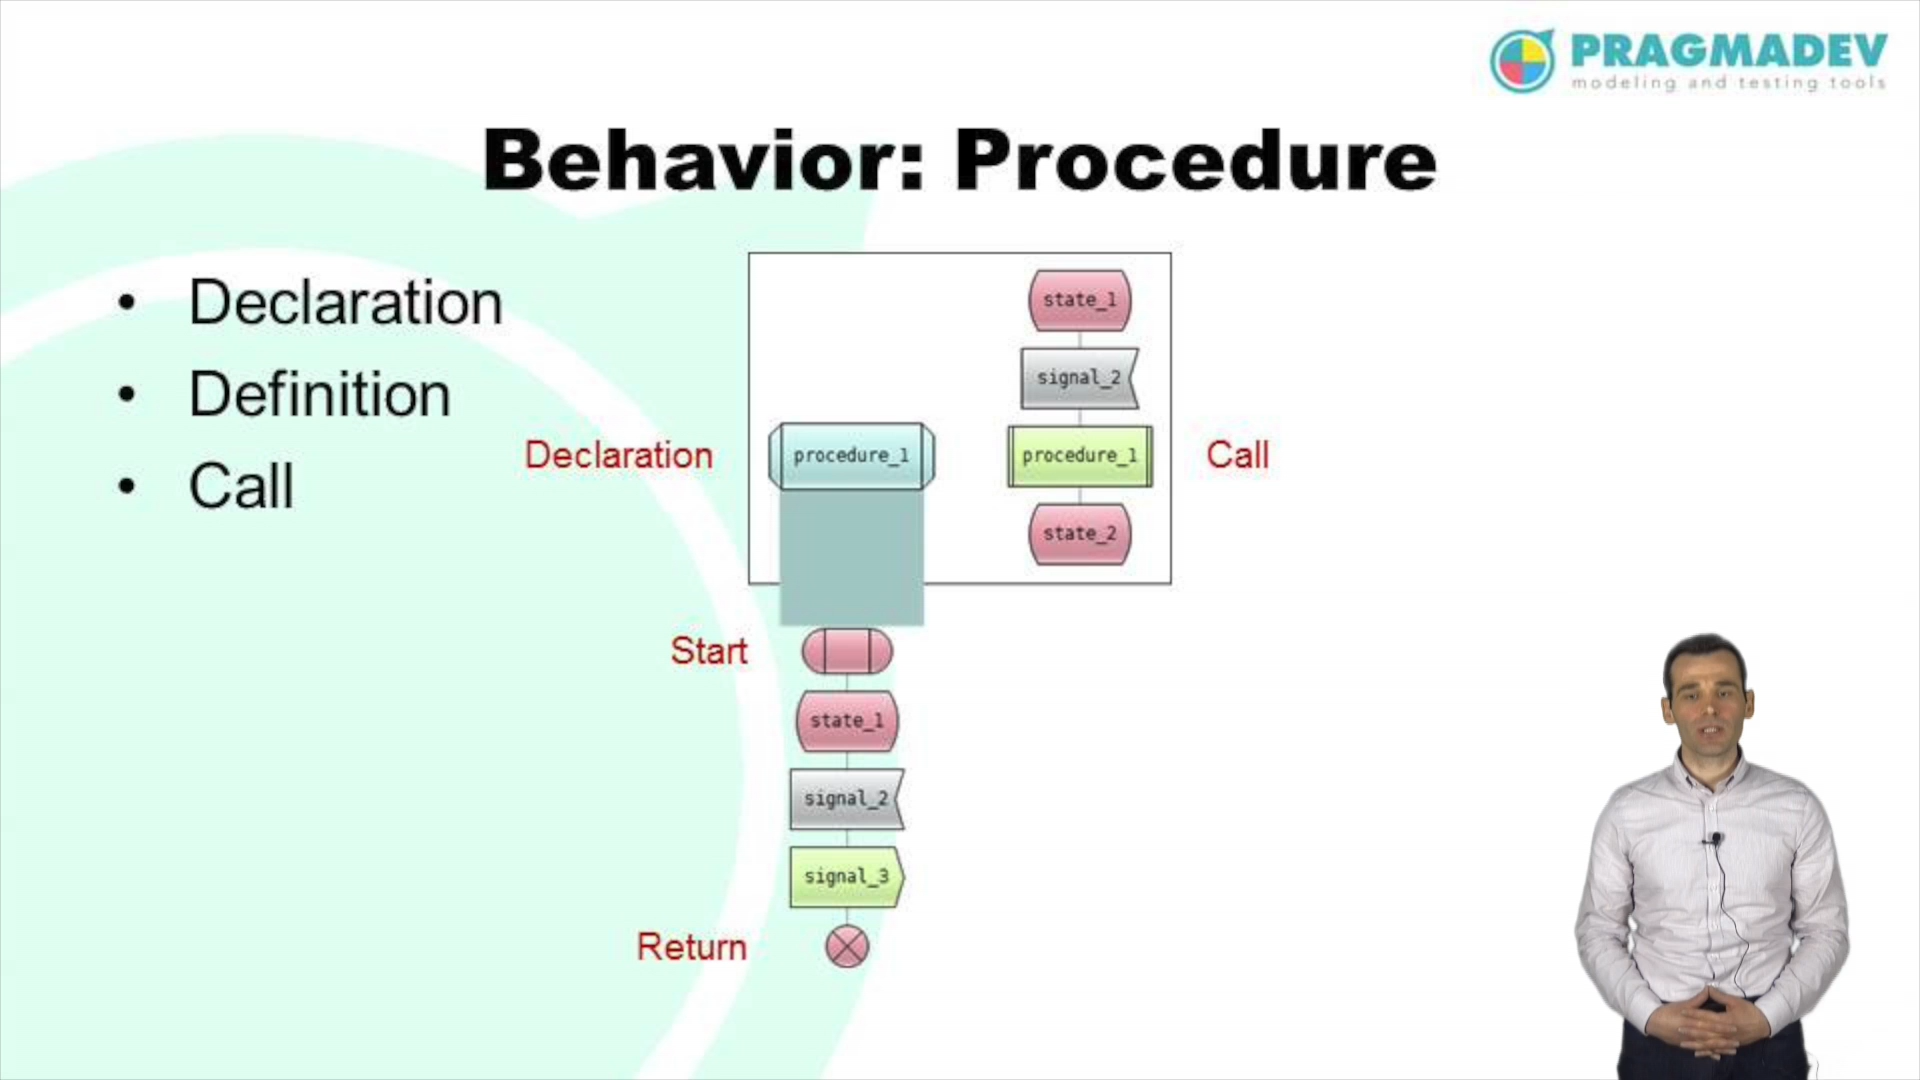 PRAGMADEV
modeling and testing tools
Behavior: Procedure
• Declaration
• Definition
• Call
state_1
signal_2
Declaration
procedure_1
procedure_1
Call
state_2
Start
state_1
signal_2
signal_3
Return